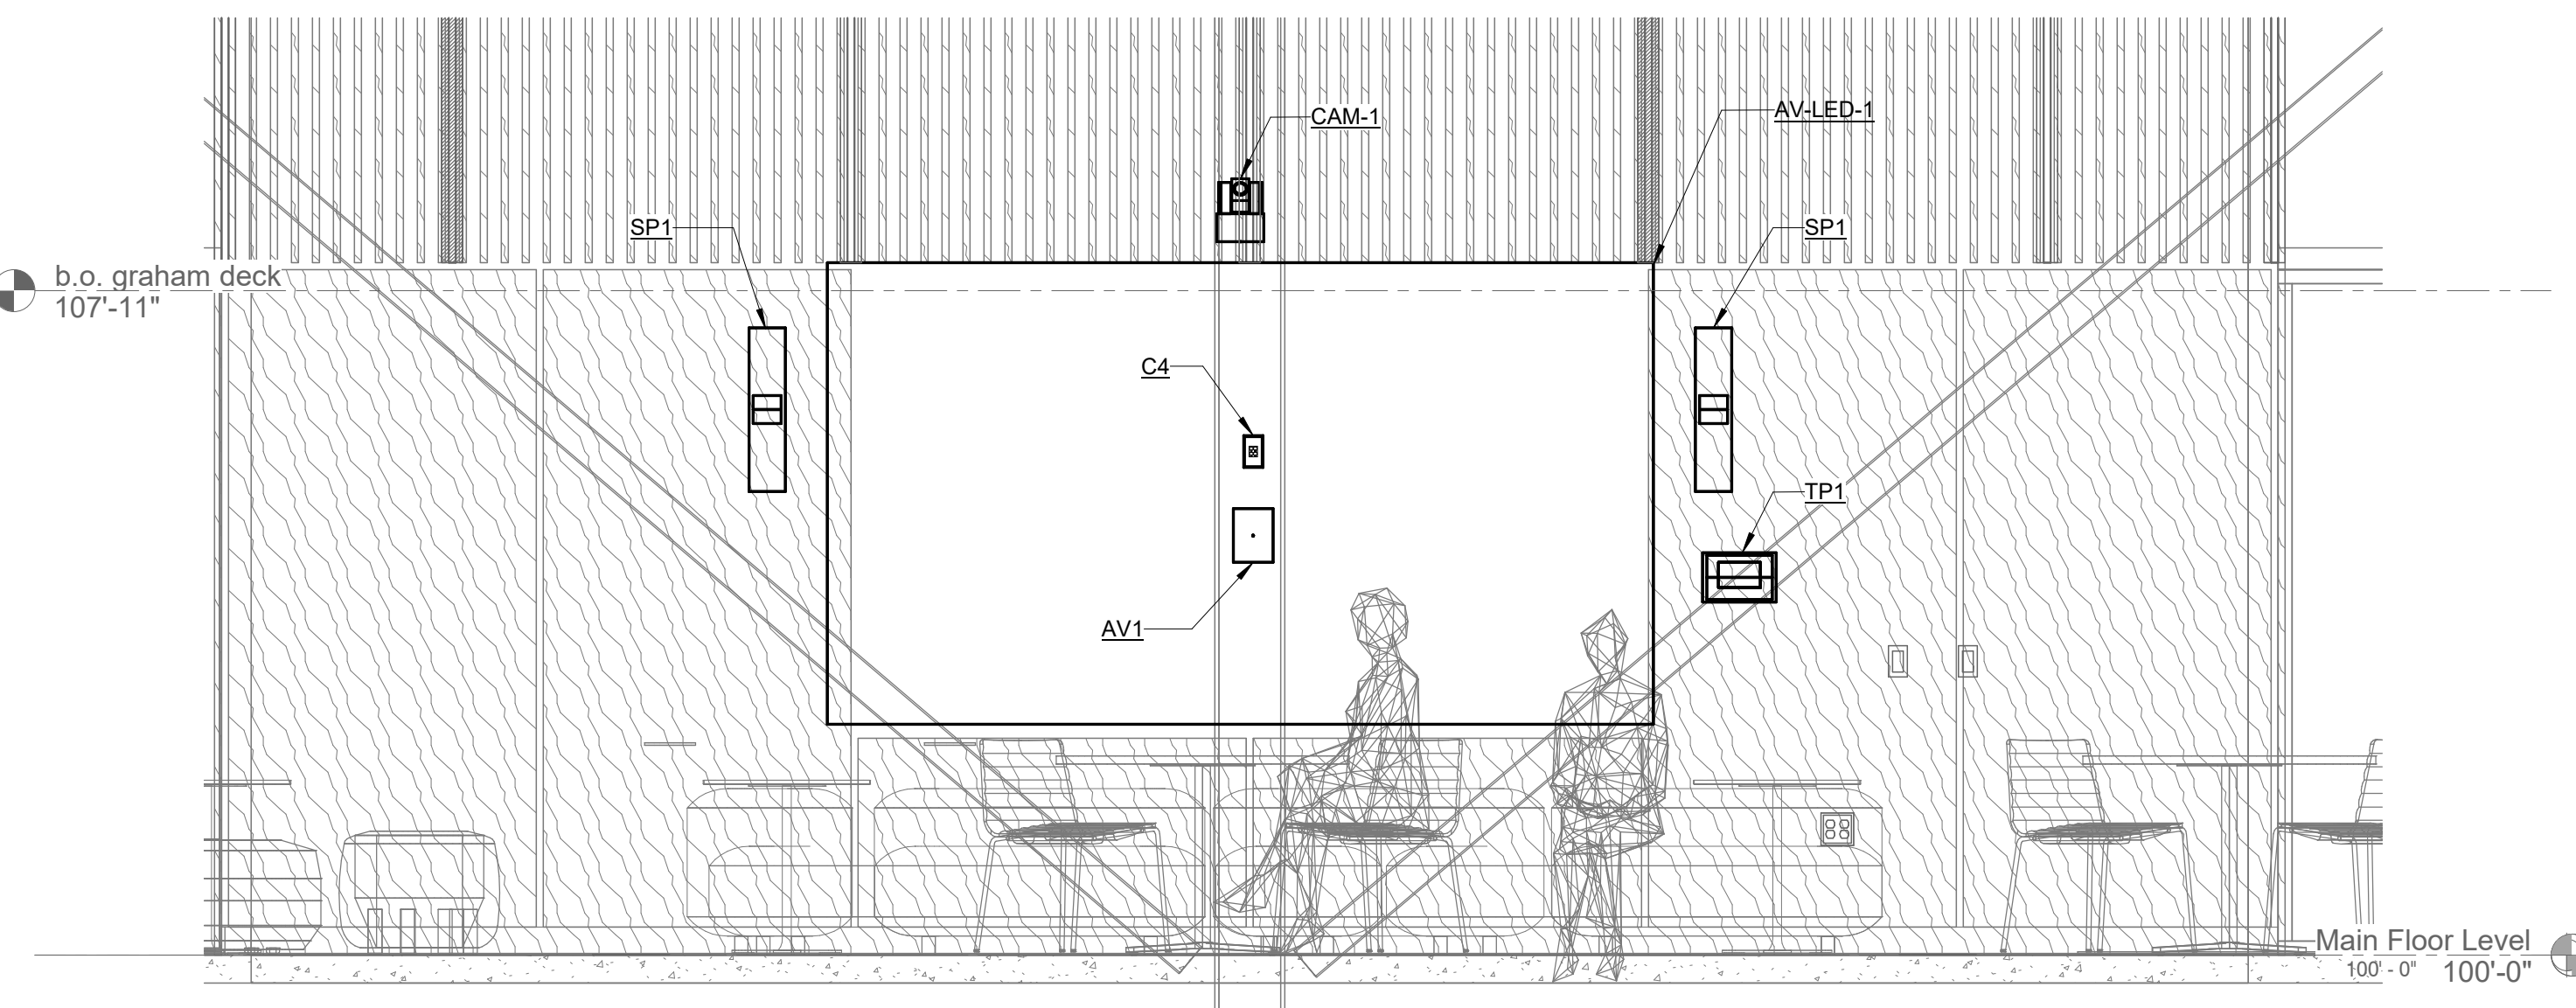 CAM-1
AV-LED-1
SP1
SP1
b.o. graham deck
107'-11"
C4
TP1
AV1
Main Floor Level
100' - 0" 100'-0"